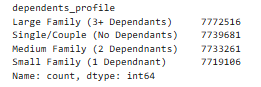 dependents_profile
Large Family (3+ Dependants)     7772516
Single/Couple (No Dependants)    7739681
Medium Family (2 Dependnants)    7733261
Small Family (1 Dependnant)      7719106
Name: count, dtype: int64